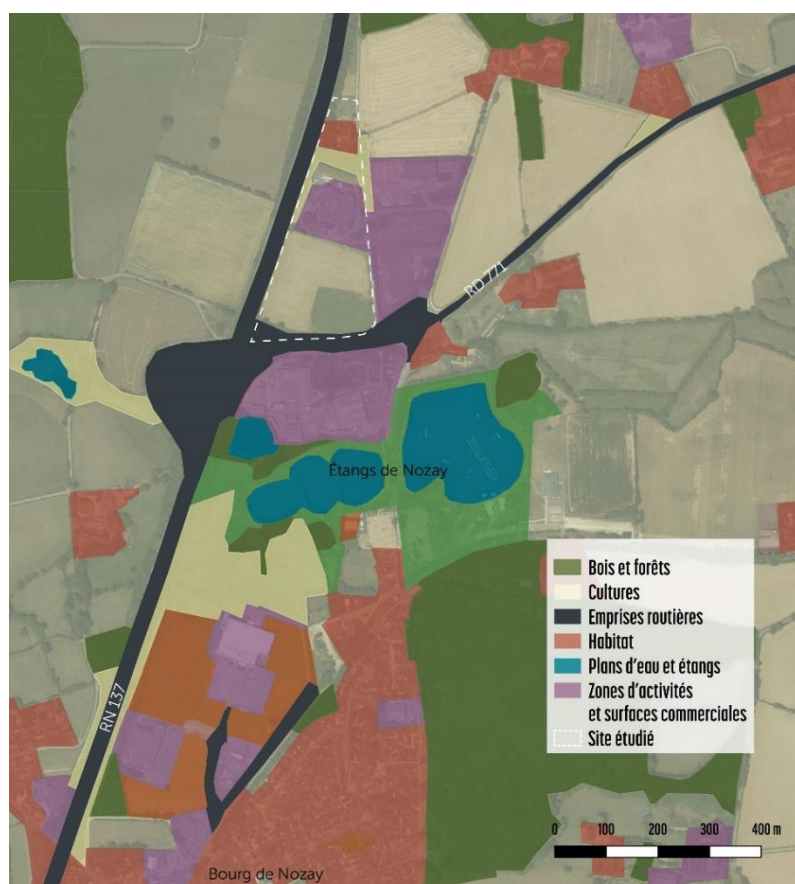 RD 771
Étangs de Nozay
RN 137
Bourg de Nozay
Bois et forêts
Cultures
Emprises routières
Habitat
Plans d'eau et étangs
Zones d'activités
et surfaces commerciales
Site étudié
0 100 200 300 400 m